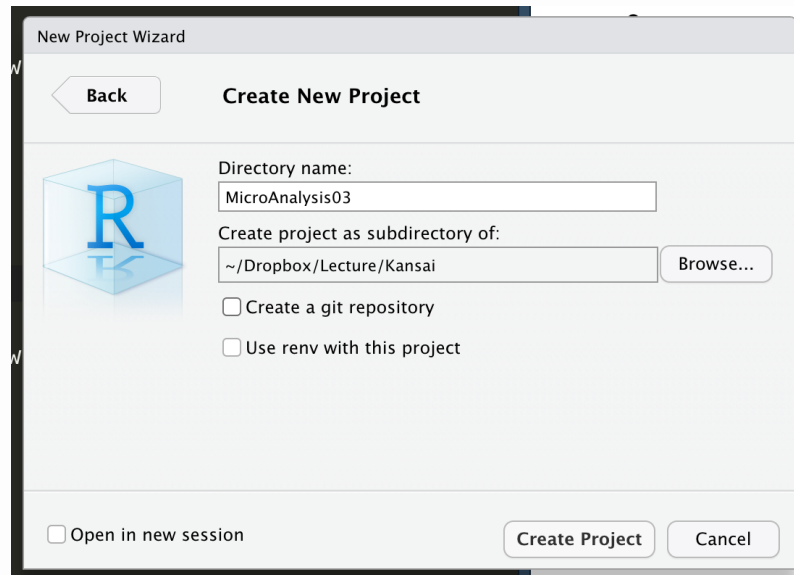 New Project Wizard
Back
Create New Project
R
Directory name:
MicroAnalysis03
Create project as subdirectory of:
~/Dropbox/Lecture/Kansai
Browse...
Create a git repository
Use renv with this project
Open in new session
Create Project
Cancel